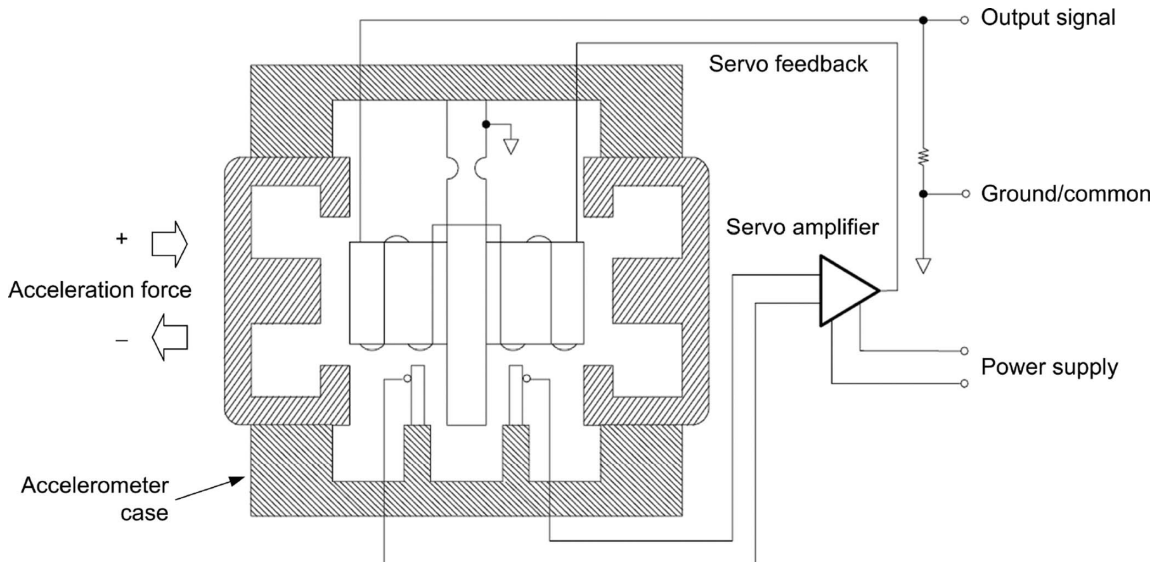 Output signal
Servo feedback
Ground/common
Servo amplifier
+
Acceleration force
–
Power supply
Accelerometer
case